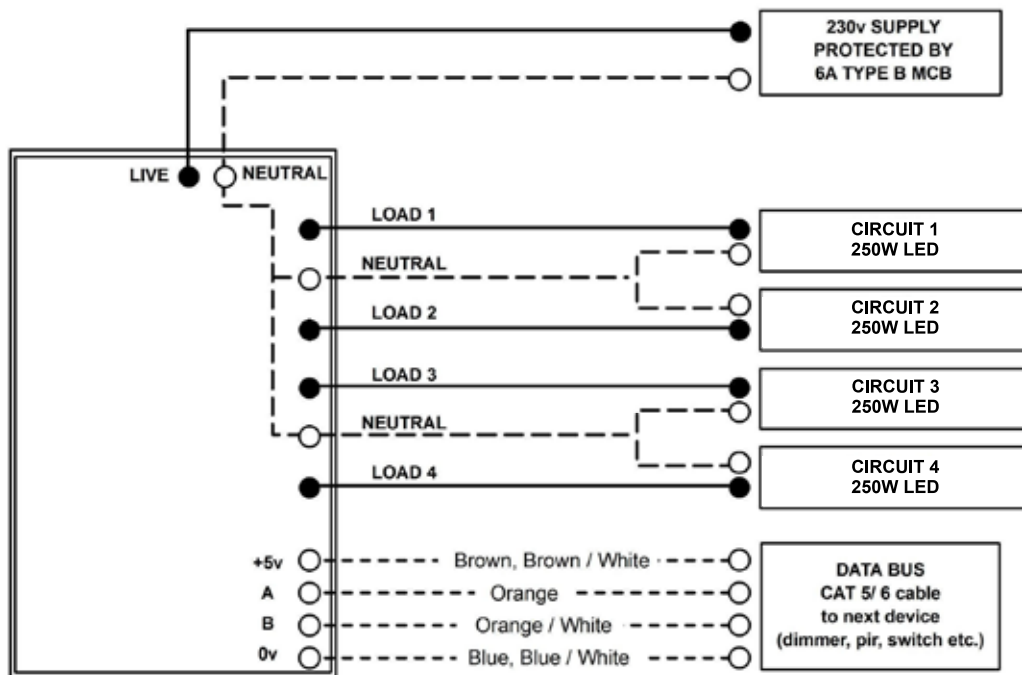 230v SUPPLY
PROTECTED BY
6A TYPE B MCB
LIVE
NEUTRAL
LOAD 1
CIRCUIT 1
250W LED
NEUTRAL
LOAD 2
CIRCUIT 2
250W LED
LOAD 3
CIRCUIT 3
250W LED
NEUTRAL
LOAD 4
CIRCUIT 4
250W LED
+5v
Brown, Brown / White
A
Orange
B
Orange / White
0v
Blue, Blue / White
DATA BUS
CAT 5/ 6 cable
to next device
(dimmer, pir, switch etc.)